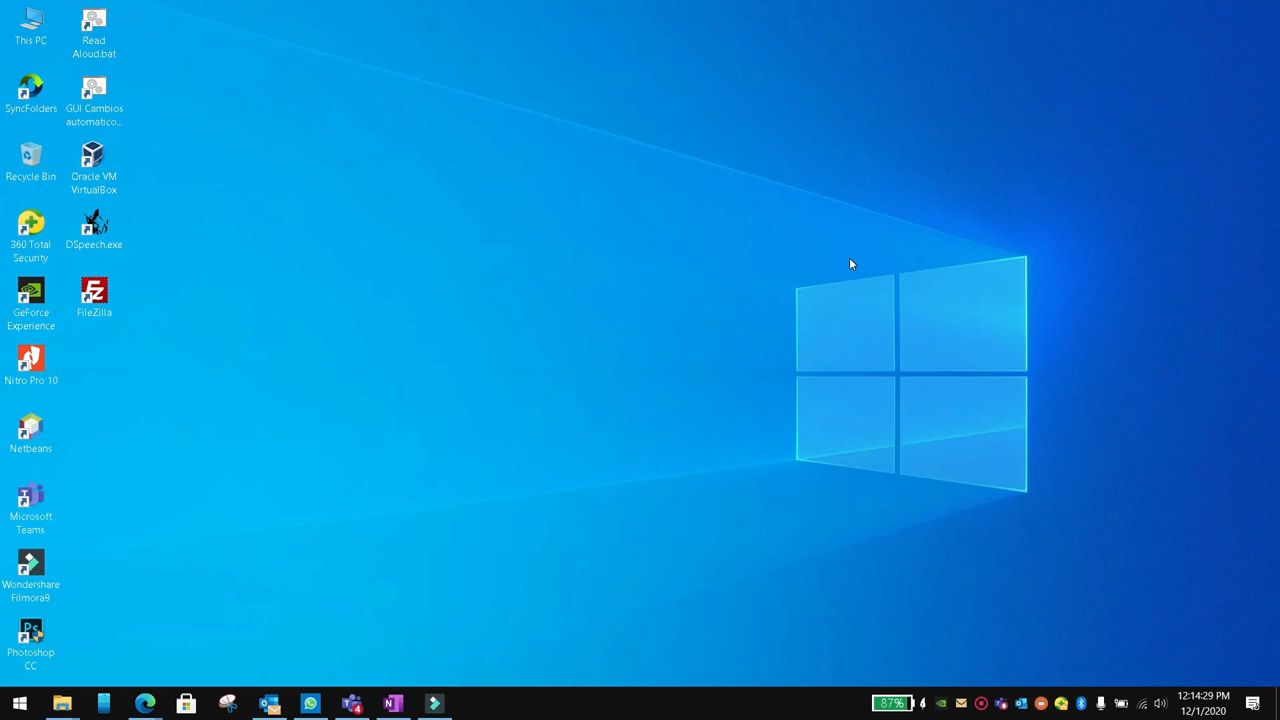 This PC
Read
Aloud.bat
SyncFolders
GUI Cambios
automatico...
Recycle Bin
Oracle VM
VirtualBox
360 Total
Security
DSpeech.exe
GeForce
Experience
FileZilla
Nitro Pro 10
Netbeans
Microsoft
Teams
Wondershare
Filmora9
Ps
Photoshop
CC
4
N
87%
12:14:29 PM
12/1/2020